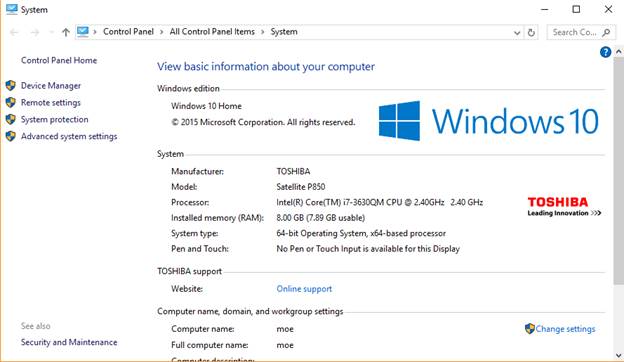 System
Control Panel > All Control Panel Items > System
Search Co...
Control Panel Home
Device Manager
Remote settings
System protection
Advanced system settings
See also
Security and Maintenance
View basic information about your computer
Windows edition
Windows 10 Home
© 2015 Microsoft Corporation. All rights reserved.
Windows 10
System
Manufacturer: TOSHIBA
Model: Satellite P850
Processor: Intel(R) Core(TM) i7-3630QM CPU @ 2.40GHz 2.40 GHz
Installed memory (RAM): 8.00 GB (7.89 GB usable)
System type: 64-bit Operating System, x64-based processor
Pen and Touch: No Pen or Touch Input is available for this Display
TOSHIBA
Leading Innovation >>>
TOSHIBA support
Website: Online support
Computer name, domain, and workgroup settings
Computer name: moe
Change settings
Full computer name: moe
Computer description: